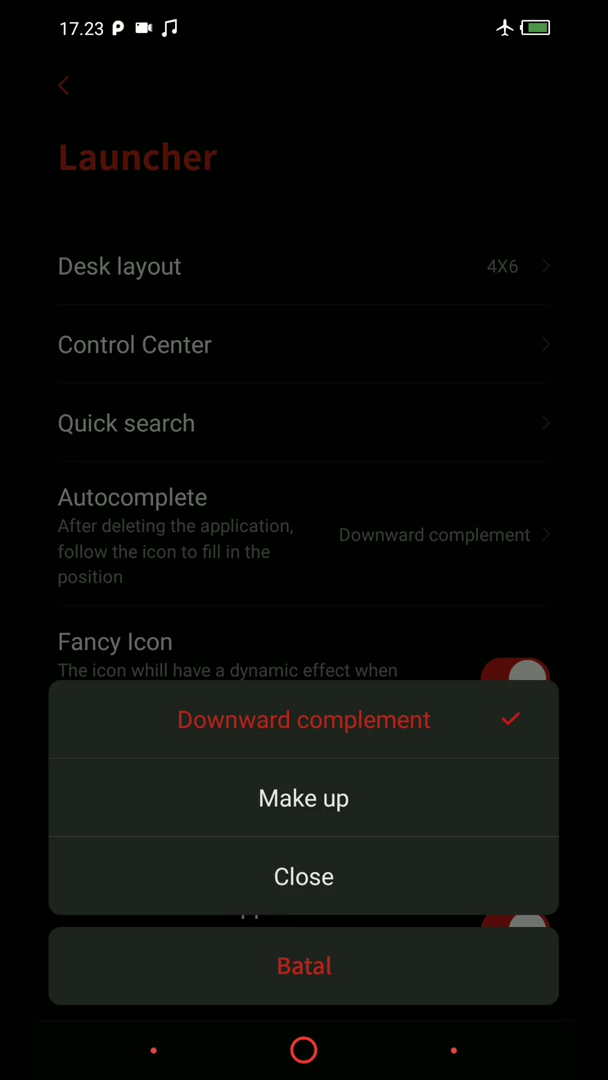 17.23
Launcher
Desk layout
4X6
Control Center
Quick search
Autocomplete
After deleting the application,
follow the icon to fill in the
position
Downward complement
Fancy Icon
The icon whill have a dynamic effect when
Downward complement
Make up
Close
Batal